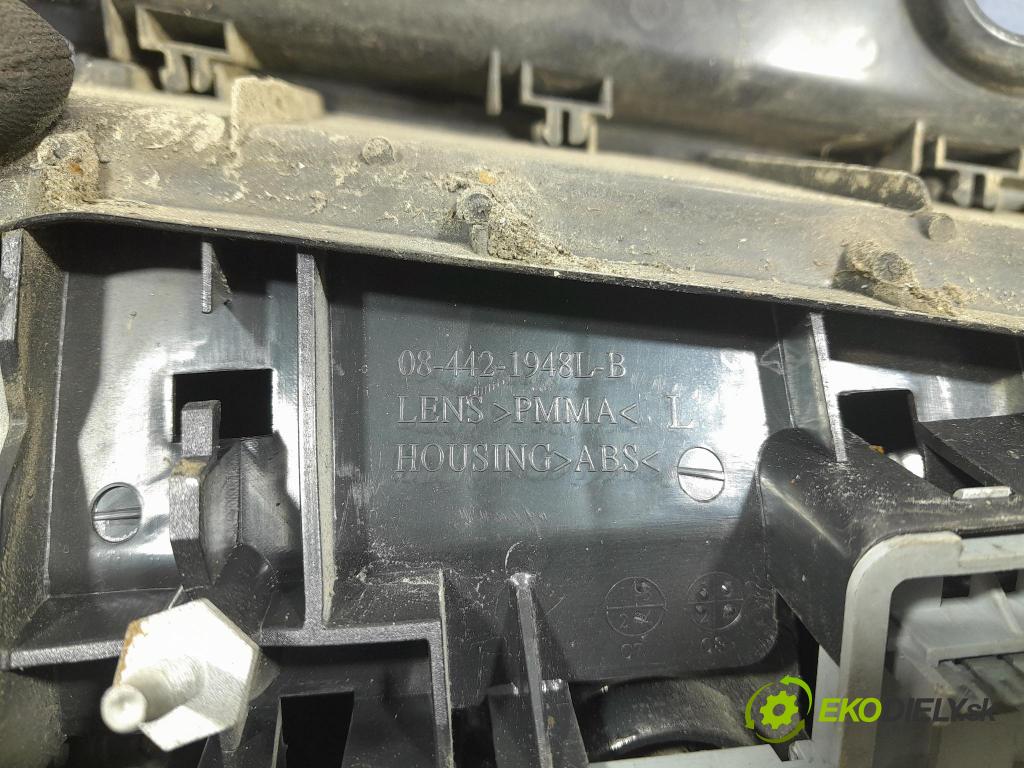 08-442-1948L-B
LENS >PMMA< L
HOUSING>ABS<
EKODIELY.sk